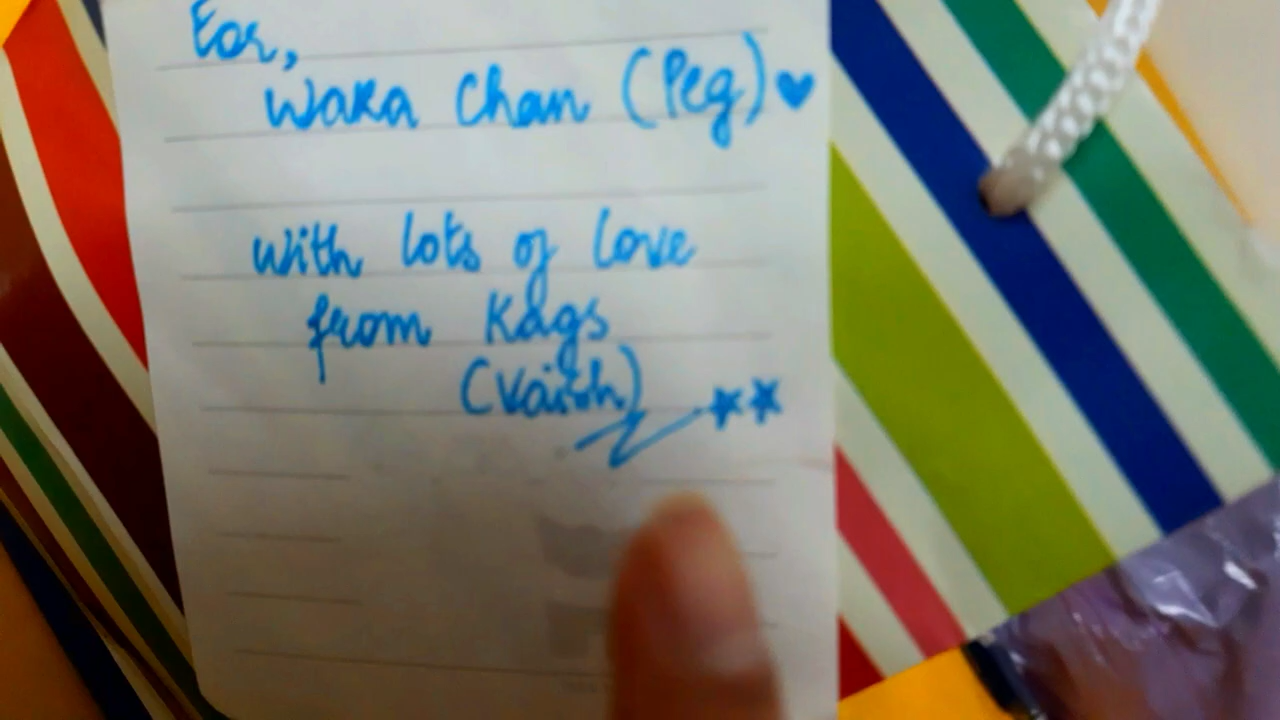 For,
Waka Chan (Peg) ♥
with lots of love
from Kags
(Vaish)